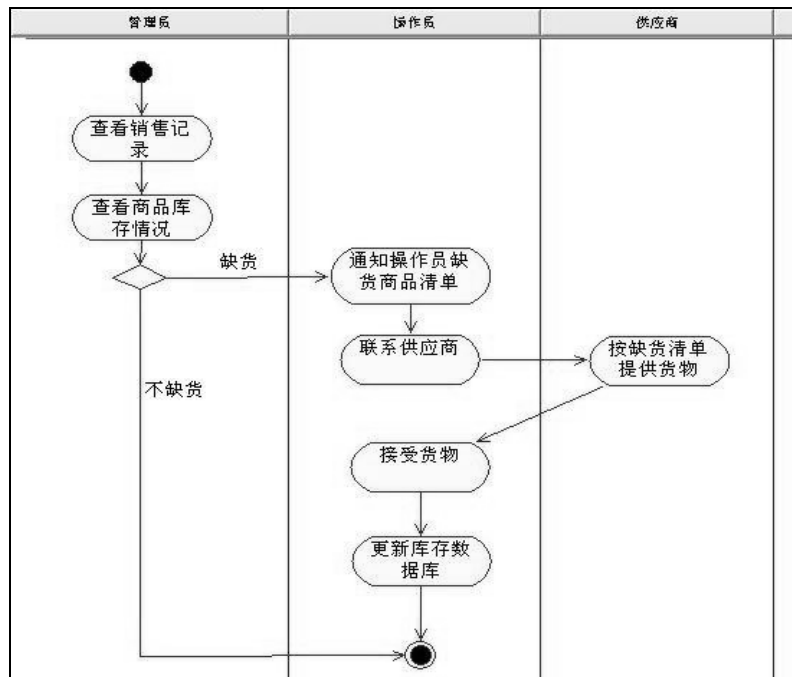 管理员
操作员
供应商
查看销售记
录
查看商品库
存情况
缺货
通知操作员缺
货商品清单
联系供应商
按缺货清单
提供货物
不缺货
接受货物
更新库存数
据库